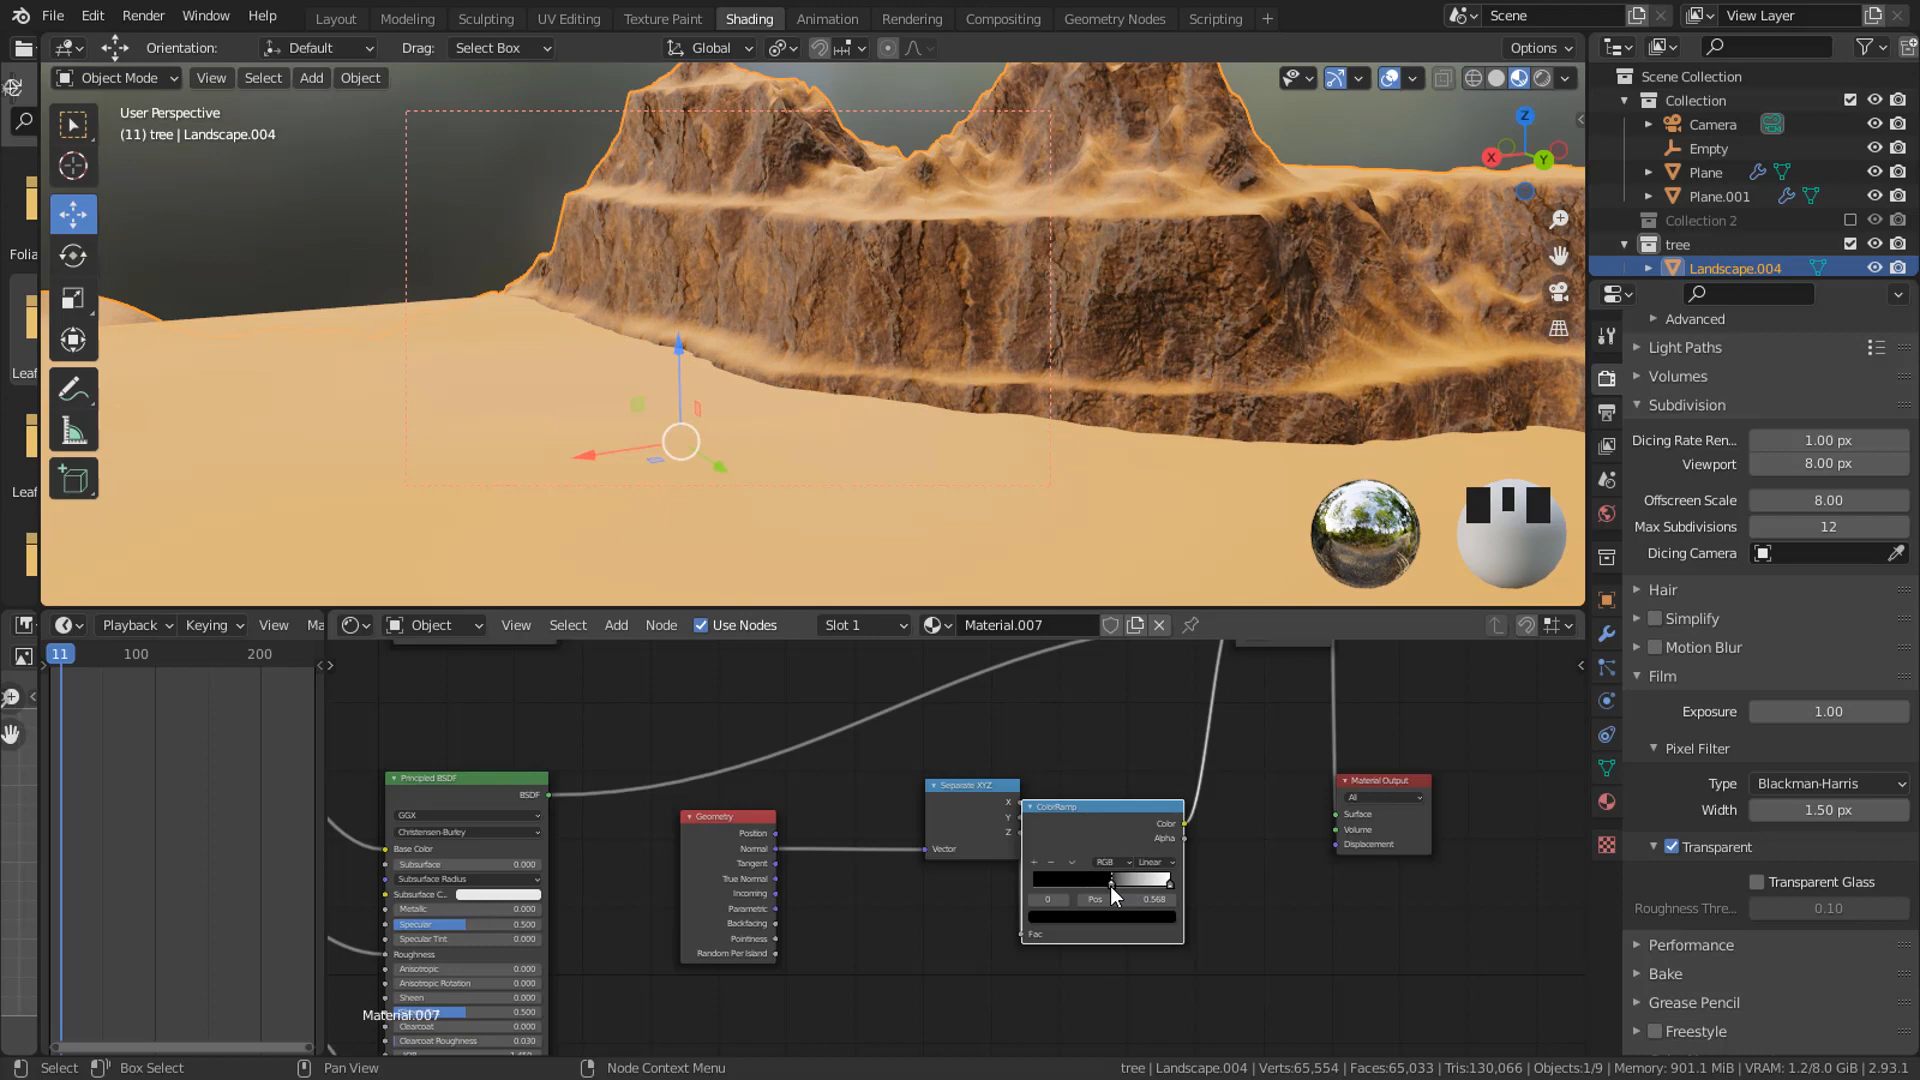 File Edit Render Window Help Layout Modeling Sculpting UV Editing Texture Paint Shading Animation Rendering Compositing Geometry Nodes Scripting + Scene View Layer
Orientation: Default Drag: Select Box Global Options
Object Mode View Select Add Object
User Perspective
(11) tree | Landscape.004
Z
X
Y
Folia
Leaf
Leaf
Scene Collection
Collection
Camera
Empty
Plane
Plane.001
Collection 2
tree
Landscape.004
Advanced
Light Paths
Volumes
Subdivision
Dicing Rate Ren... 1.00 px
Viewport 8.00 px
Offscreen Scale 8.00
Max Subdivisions 12
Dicing Camera
Hair
Simplify
Motion Blur
Film
Exposure 1.00
Pixel Filter
Type Blackman-Harris
Width 1.50 px
Transparent
Transparent Glass
Roughness Thre... 0.10
Performance
Bake
Grease Pencil
Freestyle
Playback Keying View Ma
11 100 200
Object View Select Add Node Use Nodes Slot 1 Material.007
Principled BSDF
BSDF
GGX
Christensen-Burley
Base Color
Subsurface 0.000
Subsurface Radius
Subsurface C...
Metallic 0.000
Specular 0.500
Specular Tint 0.000
Roughness
Anisotropic 0.000
Anisotropic Rotation 0.000
Sheen 0.000
0.500
Material.007
Clearcoat 0.000
Clearcoat Roughness 0.030
Geometry
Position
Normal
Tangent
True Normal
Incoming
Parametric
Backfacing
Pointiness
Random Per Island
Separate XYZ
X
Y
Z
Vector
ColorRamp
Color
Alpha
+ − RGB Linear
0 Pos 0.568
Fac
Material Output
All
Surface
Volume
Displacement
Select Box Select Pan View Node Context Menu tree | Landscape.004 | Verts:65,554 | Faces:65,033 | Tris:130,066 | Objects:1/9 | Memory: 901.1 MiB | VRAM: 1.2/8.0 GiB | 2.93.1